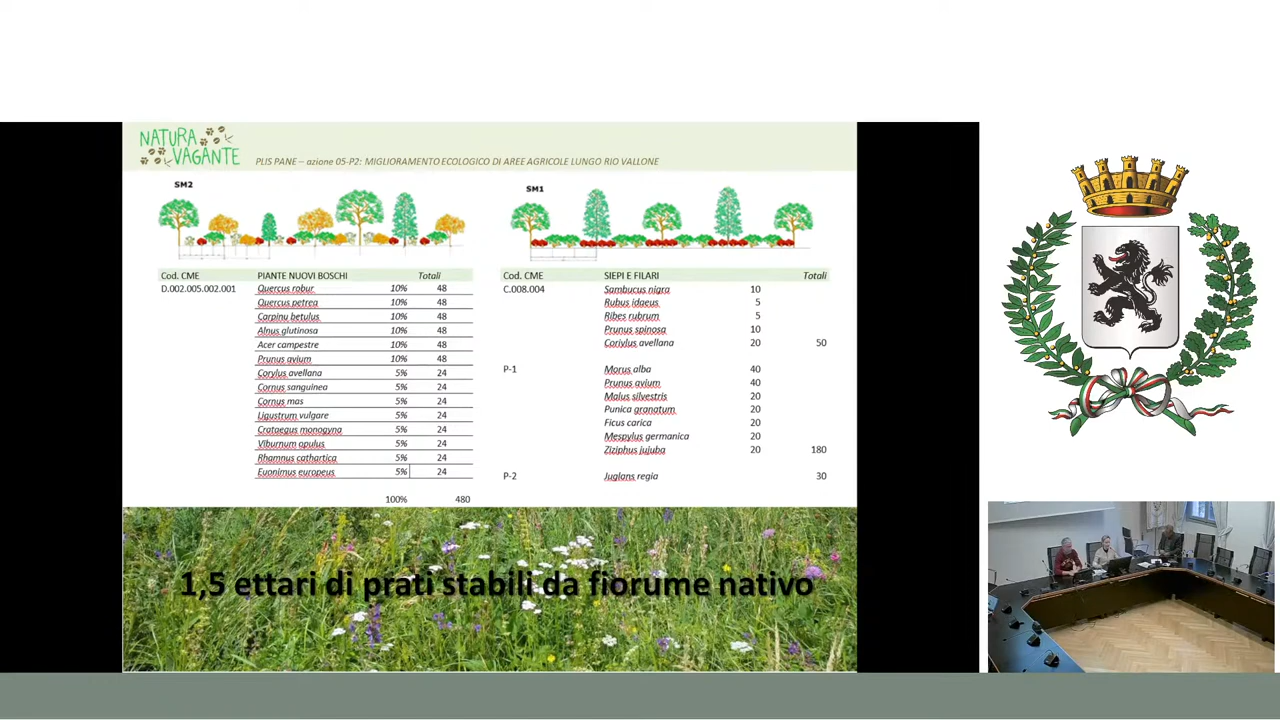 NATURA
VAGANTE
PLIS PANE – azione 05-P2: MIGLIORAMENTO ECOLOGICO DI AREE AGRICOLE LUNGO RIO VALLONE
SM2
SM1
Cod. CME PIANTE NUOVI BOSCHI Totali
D.002.005.002.001 Quercus robur 10% 48
Quercus petrea 10% 48
Carpinu betulus 10% 48
Alnus glutinosa 10% 48
Acer campestre 10% 48
Prunus avium 10% 48
Corylus avellana 5% 24
Cornus sanguinea 5% 24
Cornus mas 5% 24
Ligustrum vulgare 5% 24
Crataegus monogyna 5% 24
Viburnum opulus 5% 24
Rhamnus cathartica 5% 24
Euonimus europeus 5% 24
100% 480
Cod. CME SIEPI E FILARI Totali
C.008.004 Sambucus nigra 10
Rubus idaeus 5
Ribes rubrum 5
Prunus spinosa 10
Coriylus avellana 20 50
P-1 Morus alba 40
Prunus avium 40
Malus silvestris 20
Punica granatum 20
Ficus carica 20
Mespylus germanica 20
Ziziphus jujuba 20 180
P-2 Juglans regia 30
1,5 ettari di prati stabili da fiorume nativo